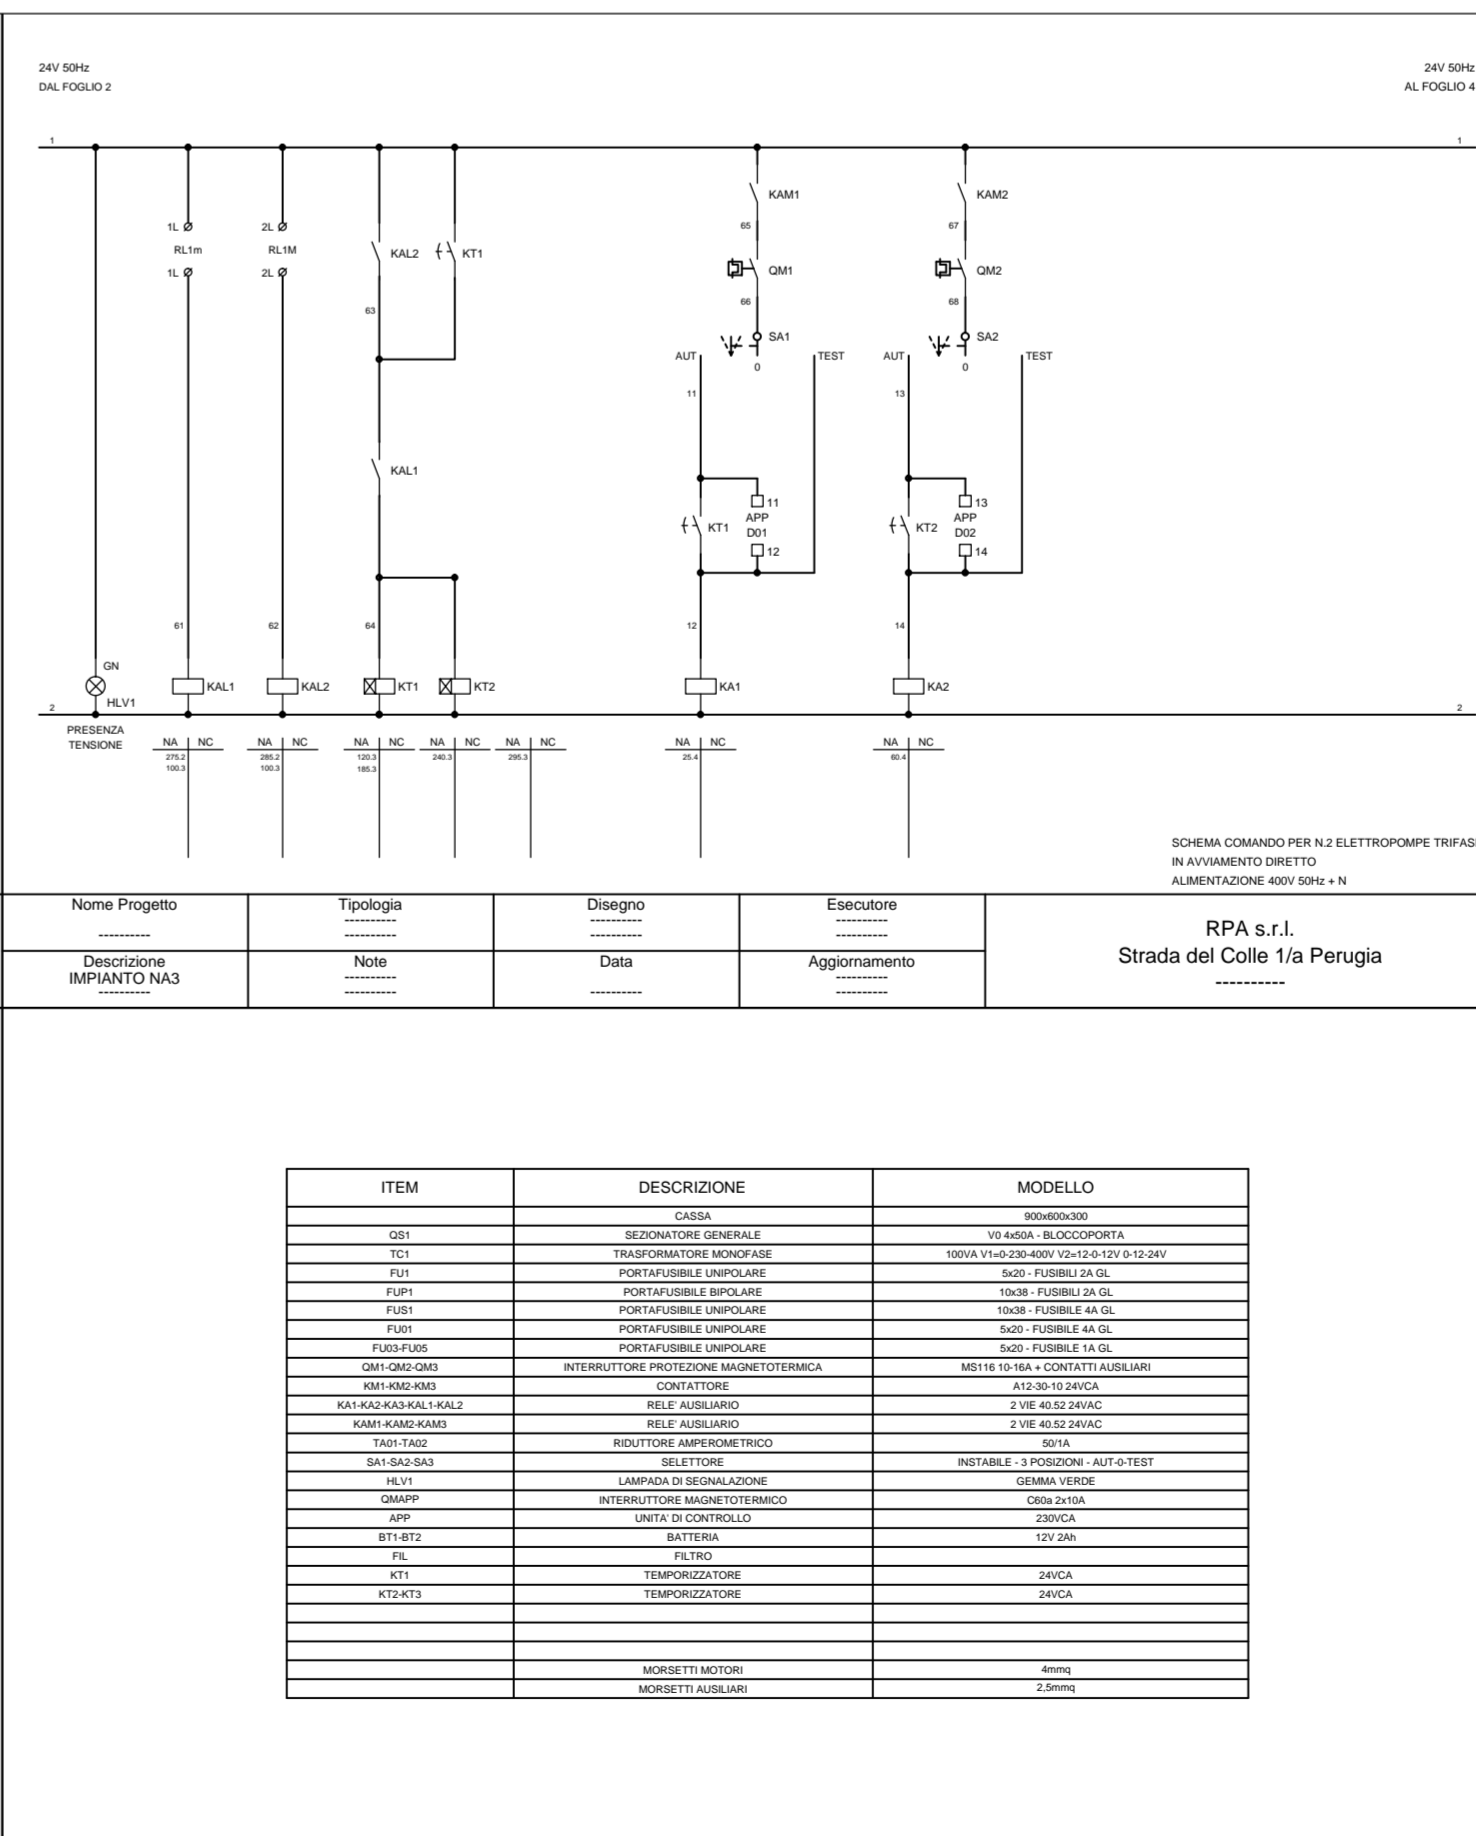 24V 50Hz
DAL FOGLIO 2
24V 50Hz
AL FOGLIO 4
1
1
KAM1
KAM2
1L
2L
65
67
RL1m
RL1M
KAL2
KT1
1L
2L
QM1
QM2
63
66
68
SA1
SA2
AUT
TEST
AUT
TEST
0
0
11
13
KAL1
11
13
KT1
APP
D01
KT2
APP
D02
12
14
61
62
64
12
14
GN
HLV1
KAL1
KAL2
KT1
KT2
KA1
KA2
2
2
PRESENZA
TENSIONE
NA NC
NA NC
NA NC
NA NC
NA NC
NA NC
NA NC
275.2
100.3
285.2
100.3
120.3
185.3
240.3
295.3
25.4
60.4
SCHEMA COMANDO PER N.2 ELETTROPOMPE TRIFASI
IN AVVIAMENTO DIRETTO
ALIMENTAZIONE 400V 50Hz + N
Nome Progetto
----------
Tipologia
----------
----------
Disegno
----------
----------
Esecutore
----------
----------
Descrizione
IMPIANTO NA3
----------
Note
----------
----------
Data
----------
Aggiornamento
----------
----------
RPA s.r.l.
Strada del Colle 1/a Perugia
----------
ITEM DESCRIZIONE MODELLO
CASSA 900x600x300
QS1 SEZIONATORE GENERALE V0 4x50A - BLOCCOPORTA
TC1 TRASFORMATORE MONOFASE 100VA V1=0-230-400V V2=12-0-12V 0-12-24V
FU1 PORTAFUSIBILE UNIPOLARE 5x20 - FUSIBILI 2A GL
FUP1 PORTAFUSIBILE BIPOLARE 10x38 - FUSIBILI 2A GL
FUS1 PORTAFUSIBILE UNIPOLARE 10x38 - FUSIBILE 4A GL
FU01 PORTAFUSIBILE UNIPOLARE 5x20 - FUSIBILE 4A GL
FU03-FU05 PORTAFUSIBILE UNIPOLARE 5x20 - FUSIBILE 1A GL
QM1-QM2-QM3 INTERRUTTORE PROTEZIONE MAGNETOTERMICA MS116 10-16A + CONTATTI AUSILIARI
KM1-KM2-KM3 CONTATTORE A12-30-10 24VCA
KA1-KA2-KA3-KAL1-KAL2 RELE' AUSILIARIO 2 VIE 40.52 24VAC
KAM1-KAM2-KAM3 RELE' AUSILIARIO 2 VIE 40.52 24VAC
TA01-TA02 RIDUTTORE AMPEROMETRICO 50/1A
SA1-SA2-SA3 SELETTORE INSTABILE - 3 POSIZIONI - AUT-0-TEST
HLV1 LAMPADA DI SEGNALAZIONE GEMMA VERDE
QMAPP INTERRUTTORE MAGNETOTERMICO C60a 2x10A
APP UNITA' DI CONTROLLO 230VCA
BT1-BT2 BATTERIA 12V 2Ah
FIL FILTRO
KT1 TEMPORIZZATORE 24VCA
KT2-KT3 TEMPORIZZATORE 24VCA
MORSETTI MOTORI 4mmq
MORSETTI AUSILIARI 2,5mmq